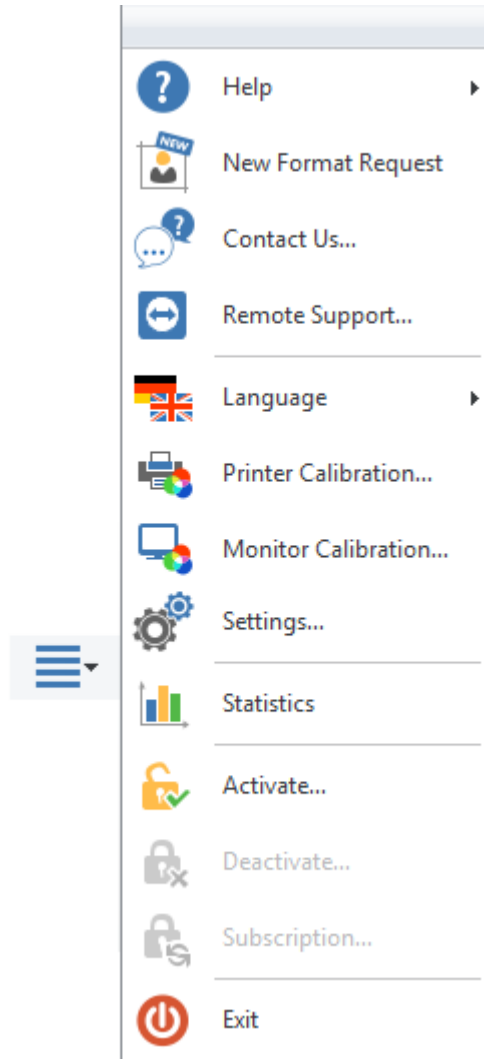 Help
NEW
New Format Request
Contact Us...
Remote Support...
Language
Printer Calibration...
Monitor Calibration...
Settings...
Statistics
Activate...
Deactivate...
Subscription...
Exit